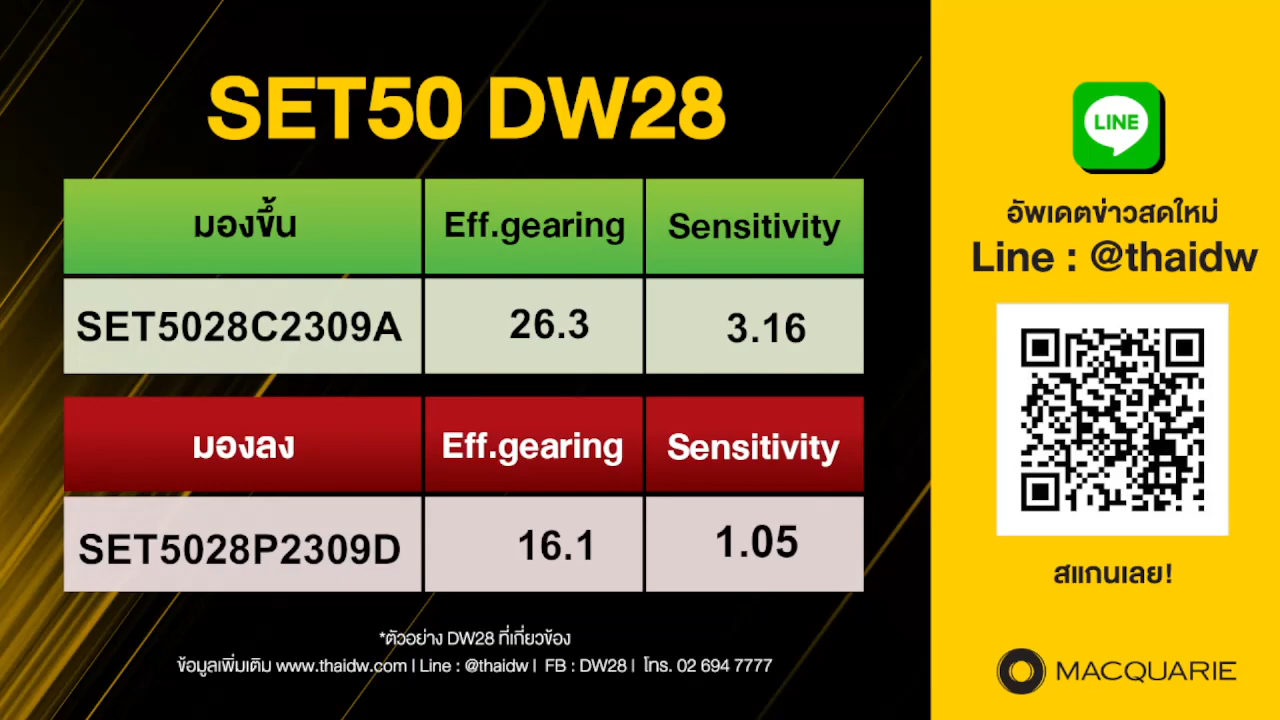 SET50 DW28
มองขึ้น Eff.gearing Sensitivity
SET5028C2309A 26.3 3.16
มองลง Eff.gearing Sensitivity
SET5028P2309D 16.1 1.05
*ตัวอย่าง DW28 ที่เกี่ยวข้อง
ข้อมูลเพิ่มเติม www.thaidw.com | Line : @thaidw | FB : DW28 | โทร. 02 694 7777
LINE
อัพเดตข่าวสดใหม่
Line : @thaidw
สแกนเลย!
MACQUARIE